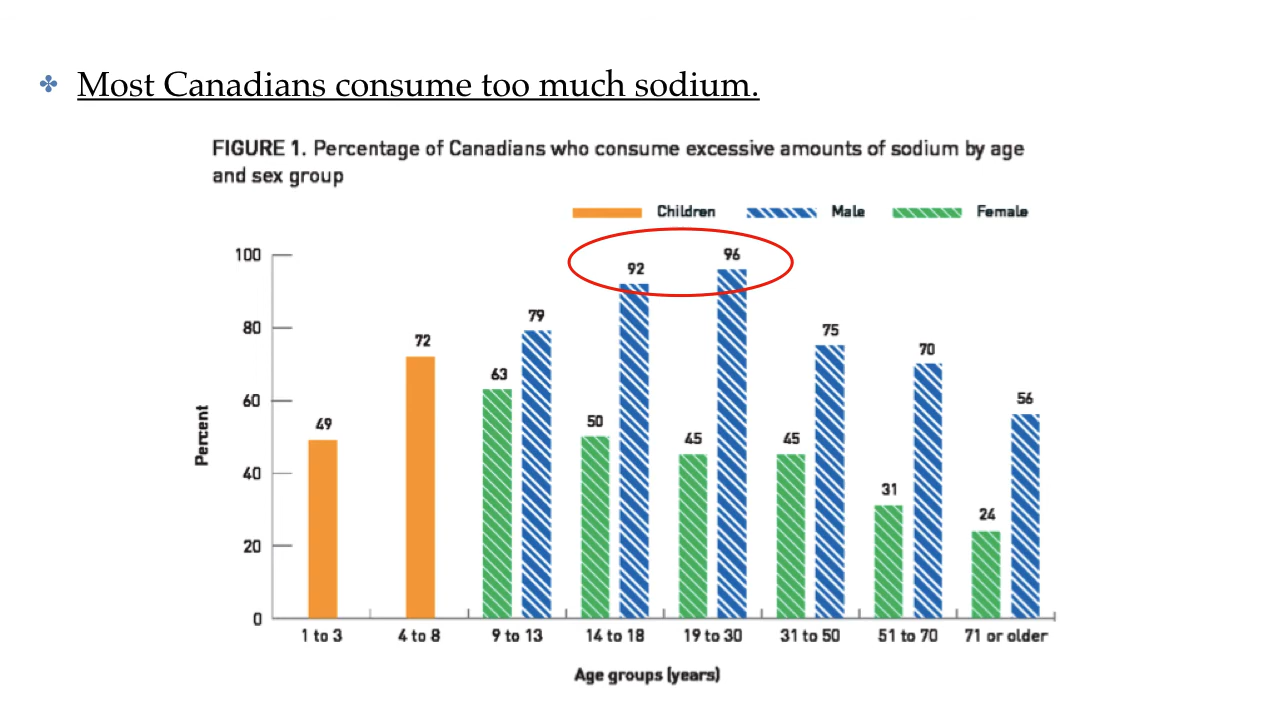 Most Canadians consume too much sodium.
FIGURE 1. Percentage of Canadians who consume excessive amounts of sodium by age
and sex group
Children Male Female
100
80
60
40
20
0
Percent
49
72
63
79
50
92
45
96
45
75
31
70
24
56
1 to 3 4 to 8 9 to 13 14 to 18 19 to 30 31 to 50 51 to 70 71 or older
Age groups (years)